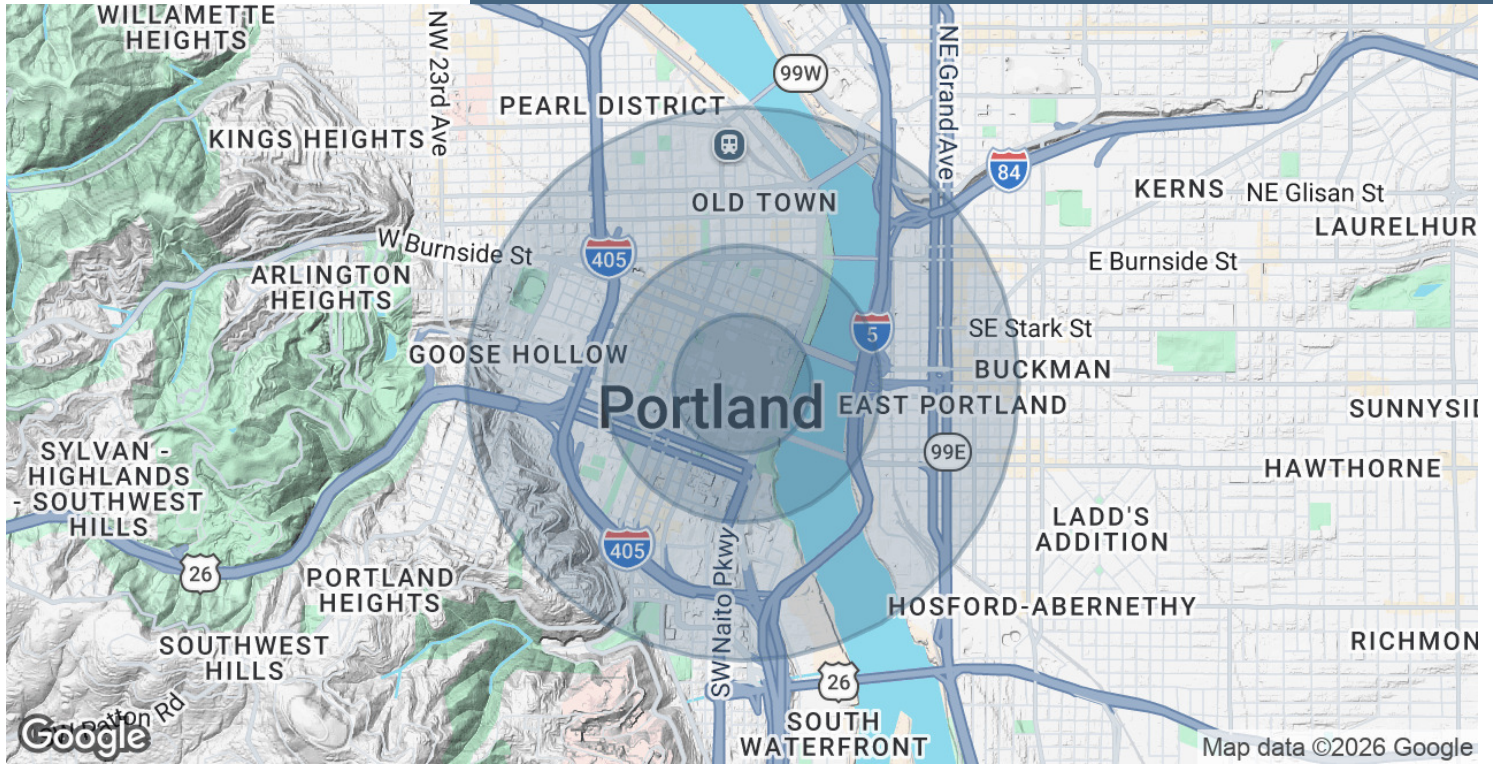 WILLAMETTE
HEIGHTS
NW 23rd Ave
99W
NE Grand Ave
PEARL DISTRICT
KINGS HEIGHTS
84
KERNS
NE Glisan St
OLD TOWN
LAURELHUR
W Burnside St
405
E Burnside St
ARLINGTON
HEIGHTS
5
SE Stark St
GOOSE HOLLOW
BUCKMAN
Portland
EAST PORTLAND
SUNNYSID
SYLVAN -
HIGHLANDS
- SOUTHWEST
HILLS
99E
HAWTHORNE
LADD'S
ADDITION
405
26
SW Naito Pkwy
PORTLAND
HEIGHTS
HOSFORD-ABERNETHY
SOUTHWEST
HILLS
RICHMON
26
Patton Rd
SOUTH
WATERFRONT
Google
Map data ©2026 Google